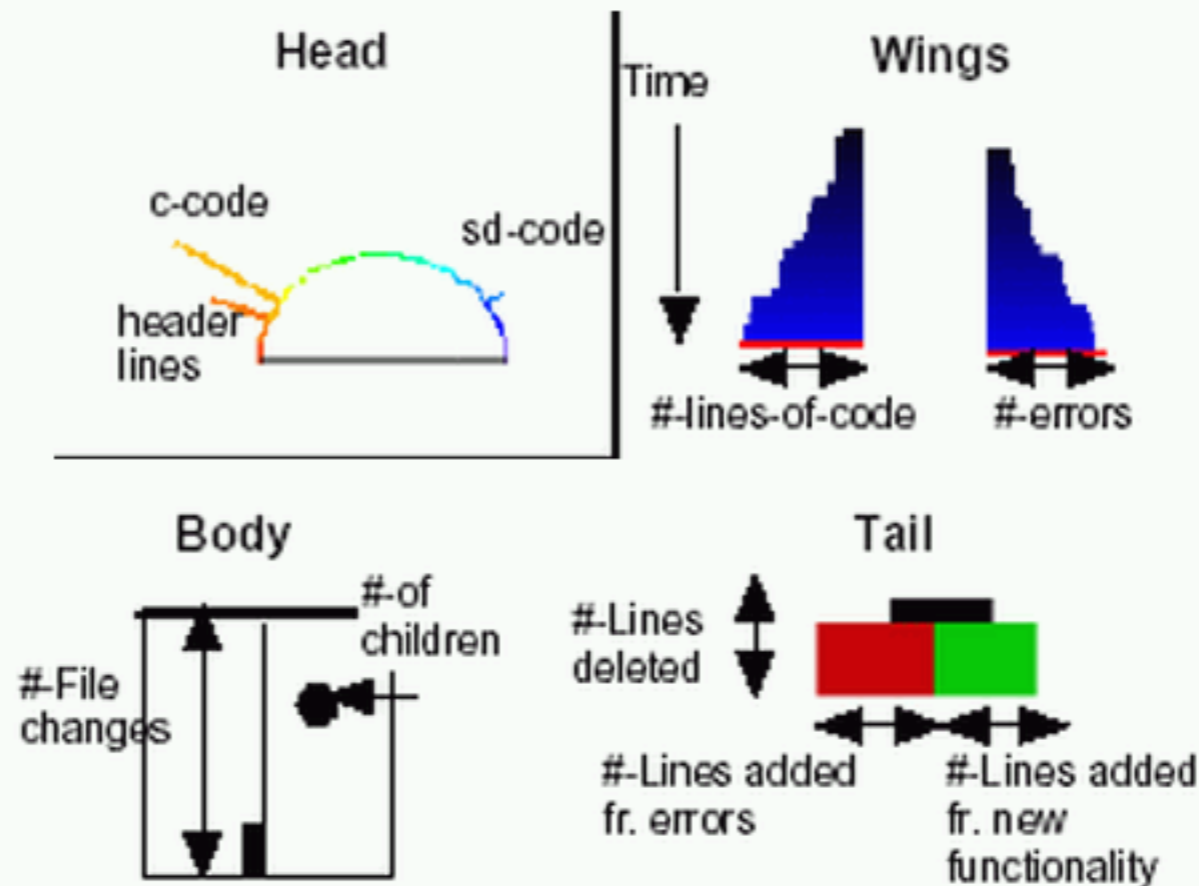 Head
c-code
sd-code
header
lines
Wings
Time
#-lines-of-code
#-errors
Body
#-of
children
#-File
changes
Tail
#-Lines
deleted
#-Lines added
fr. errors
#-Lines added
fr. new
functionality